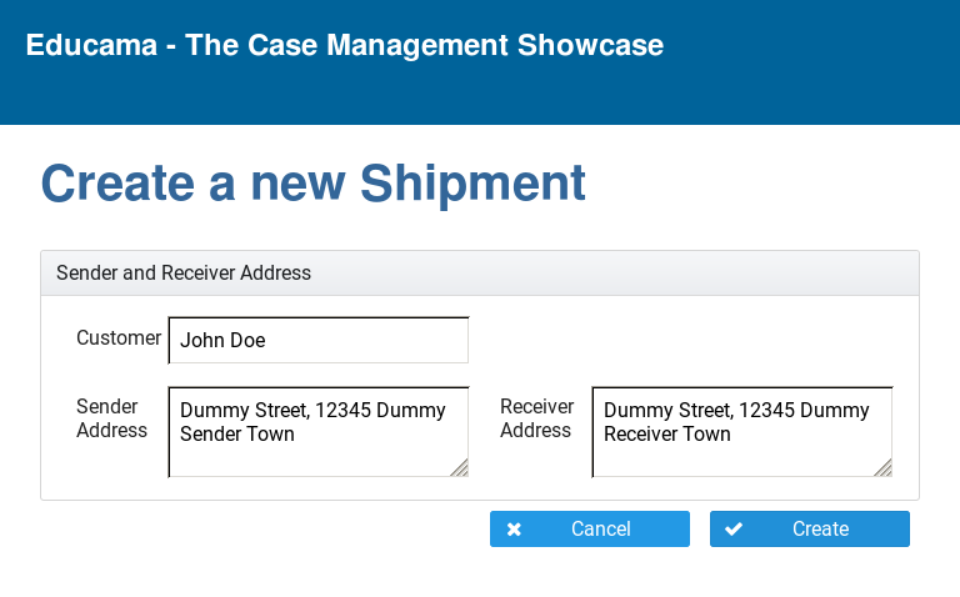 Educama - The Case Management Showcase
Create a new Shipment
Sender and Receiver Address
Customer
John Doe
Sender
Address
Dummy Street, 12345 Dummy
Sender Town
Receiver
Address
Dummy Street, 12345 Dummy
Receiver Town
Cancel
Create